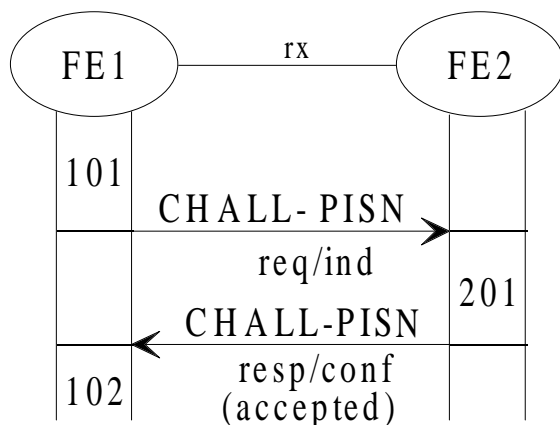 FE1 rx FE2
101
CHALL- PISN
req/ind
201
CHALL-PISN
resp/conf
102
(accepted)